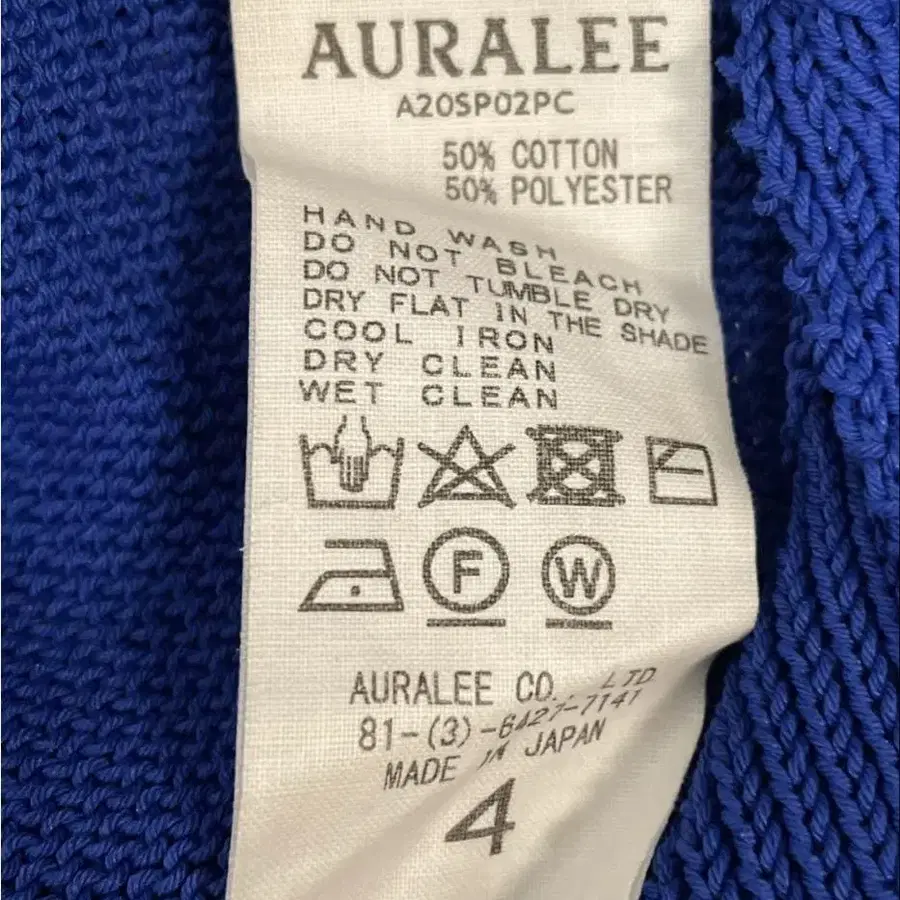 AURALEE
A20SP02PC
50% COTTON
50% POLYESTER
HAND WASH
DO NOT BLEACH
DO NOT TUMBLE DRY
DRY FLAT IN THE SHADE
COOL IRON
DRY CLEAN
WET CLEAN
F W
AURALEE CO., LTD
81-(3)-6427-7141
MADE IN JAPAN
4